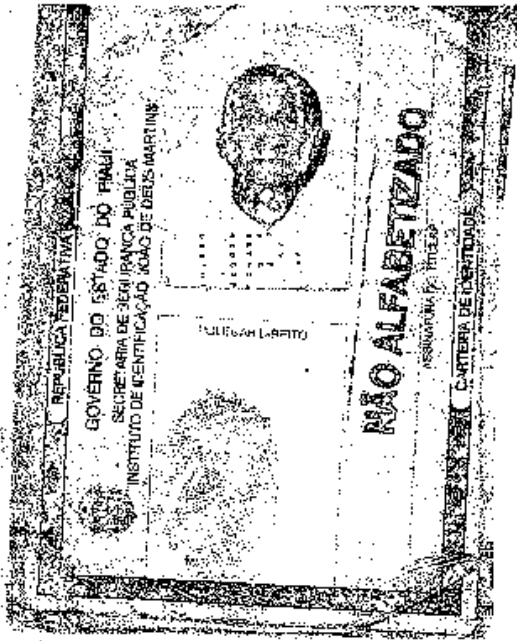 REPÚBLICA FEDERATIVA
GOVERNO DO ESTADO DO PIAUÍ
SECRETARIA DE SEGURANÇA PÚBLICA
INSTITUTO DE IDENTIFICAÇÃO JOÃO DE DEUS MARTINS
POLEGAR DIREITO
NÃO ALFABETIZADO
ASSINATURA DO TITULAR
CARTEIRA DE IDENTIDADE